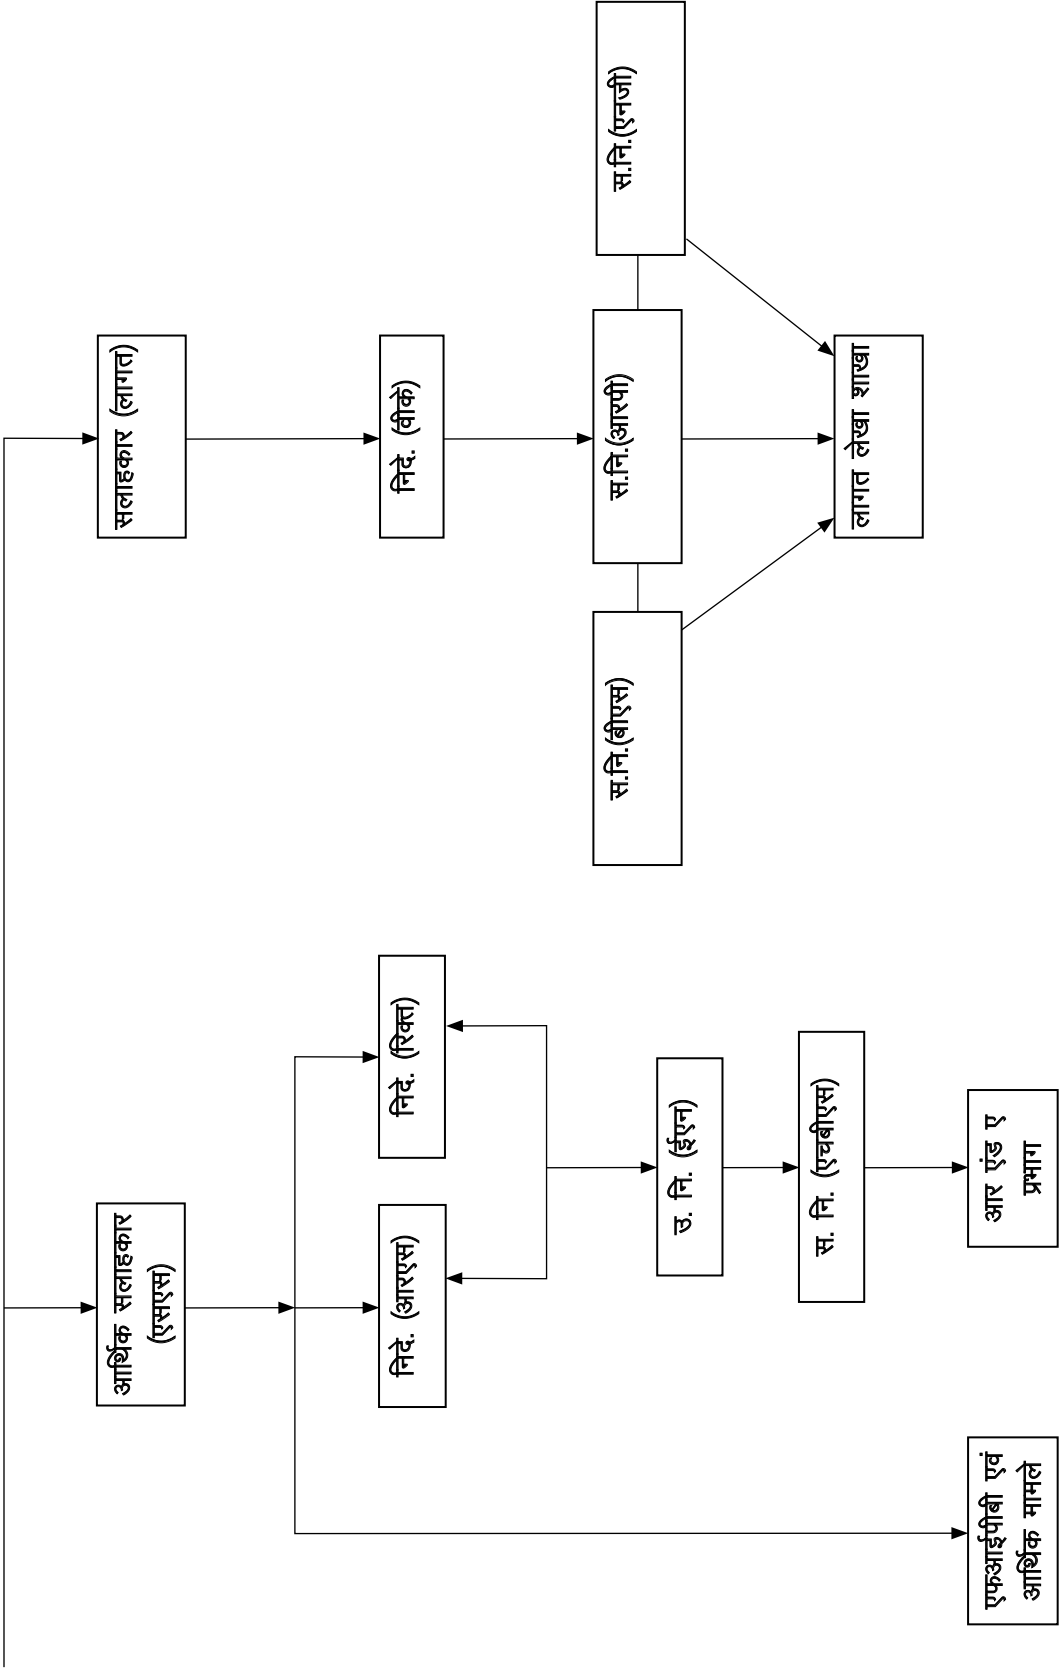 आर्थिक सलाहकार
(एसएस)
सलाहकार (लागत)
निदे. (आरएस)
निदे. (रिक्त)
निदे. (वीके)
स.नि.(बीएस)
स.नि.(आरपी)
स.नि.(एनजी)
उ. नि. (ईएन)
स. नि. (एचबीएस)
लागत लेखा शाखा
एफआईपीबी एवं
आर्थिक मामले
आर एंड ए
प्रभाग